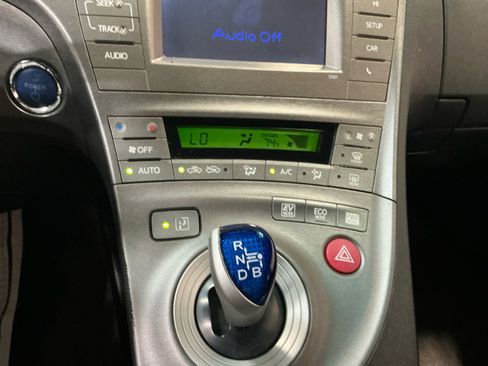 SEEK
TRACK
AUDIO
Audio Off
SETUP
CAR
POWER
OFF
AUTO
LO
OUTSIDE
74
A/C
EV
MODE
ECO
MODE
R
N
D B